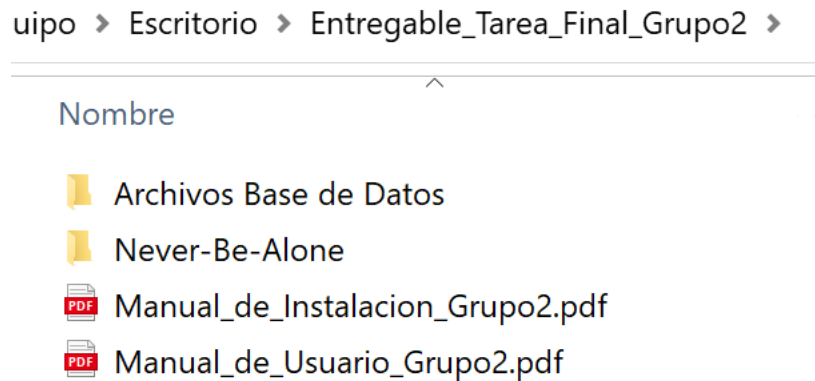 uipo > Escritorio > Entregable_Tarea_Final_Grupo2 >
Nombre
Archivos Base de Datos
Never-Be-Alone
PDF Manual_de_Instalacion_Grupo2.pdf
PDF Manual_de_Usuario_Grupo2.pdf